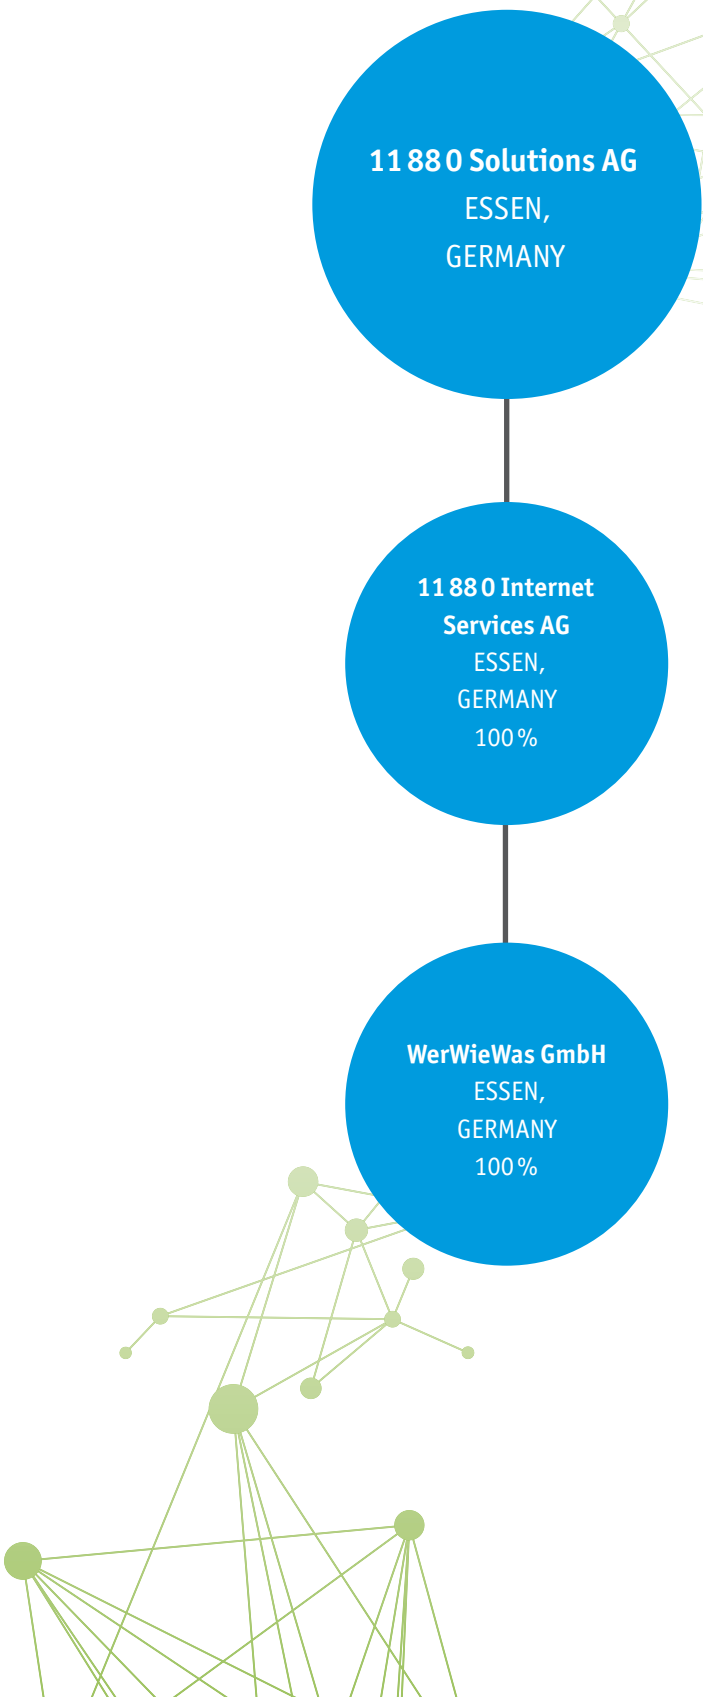 11 88 0 Solutions AG
ESSEN,
GERMANY
11 88 0 Internet
Services AG
ESSEN,
GERMANY
100 %
WerWieWas GmbH
ESSEN,
GERMANY
100 %